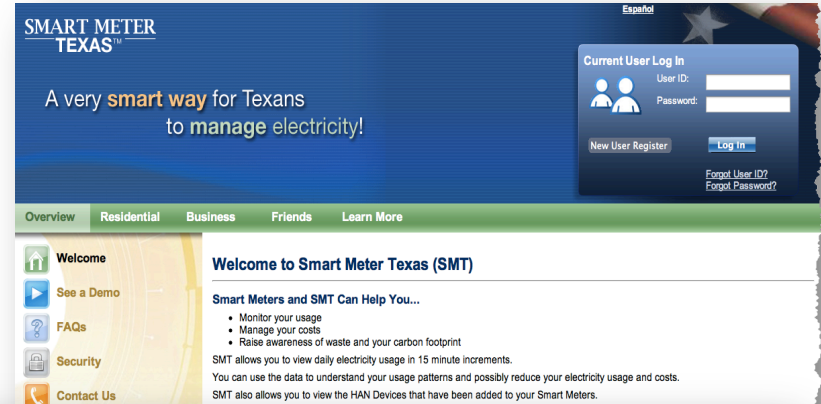 Español
SMART METER
TEXAS™
A very smart way for Texans
to manage electricity!
Current User Log In
User ID:
Password:
New User Register
Log In
Forgot User ID?
Forgot Password?
Overview
Residential
Business
Friends
Learn More
Welcome
See a Demo
FAQs
Security
Contact Us
Welcome to Smart Meter Texas (SMT)
Smart Meters and SMT Can Help You...
• Monitor your usage
• Manage your costs
• Raise awareness of waste and your carbon footprint
SMT allows you to view daily electricity usage in 15 minute increments.
You can use the data to understand your usage patterns and possibly reduce your electricity usage and costs.
SMT also allows you to view the HAN Devices that have been added to your Smart Meters.